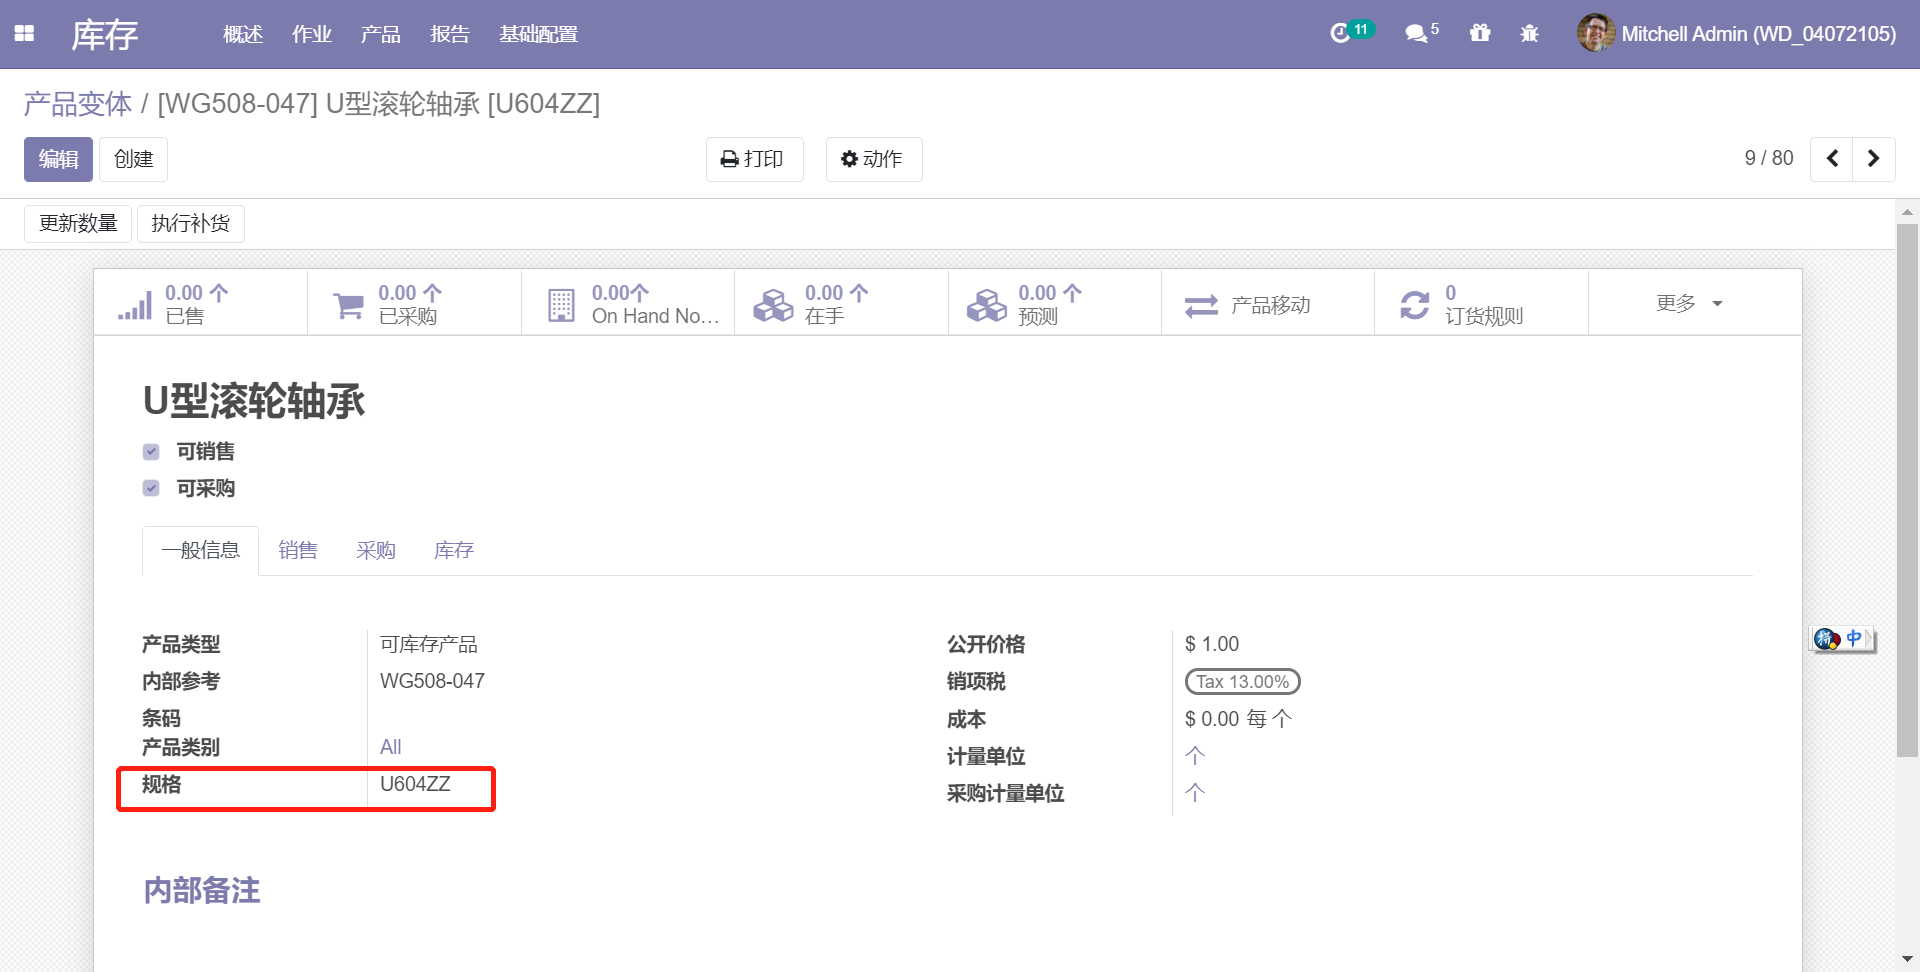 库存 概述 作业 产品 报告 基础配置 11 5 Mitchell Admin (WD_04072105)
产品变体 / [WG508-047] U型滚轮轴承 [U604ZZ]
编辑 创建 打印 动作 9 / 80
更新数量 执行补货
0.00 个 0.00 个 0.00个 0.00 个 0.00 个 产品移动 0 更多
已售 已采购 On Hand No... 在手 预测 订货规则
U型滚轮轴承
可销售
可采购
一般信息 销售 采购 库存
产品类型 可库存产品 公开价格 $ 1.00
内部参考 WG508-047 销项税 Tax 13.00%
条码 成本 $ 0.00 每 个
产品类别 All 计量单位 个
规格 U604ZZ 采购计量单位 个
中
内部备注